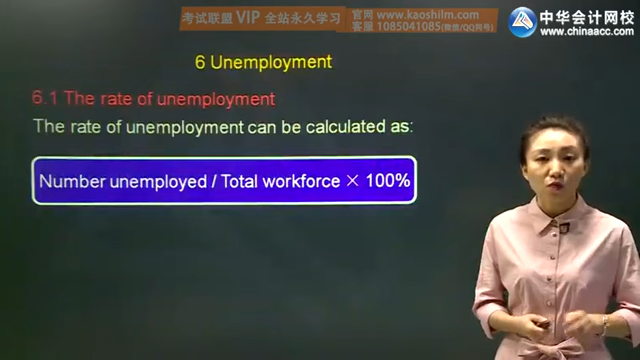 考试联盟 VIP 全站永久学习
官网 www.kaoshilm.com
客服 1085041085(微信/QQ同号)
中华会计网校
www.chinaacc.com
6 Unemployment
6.1 The rate of unemployment
The rate of unemployment can be calculated as:
Number unemployed / Total workforce × 100%